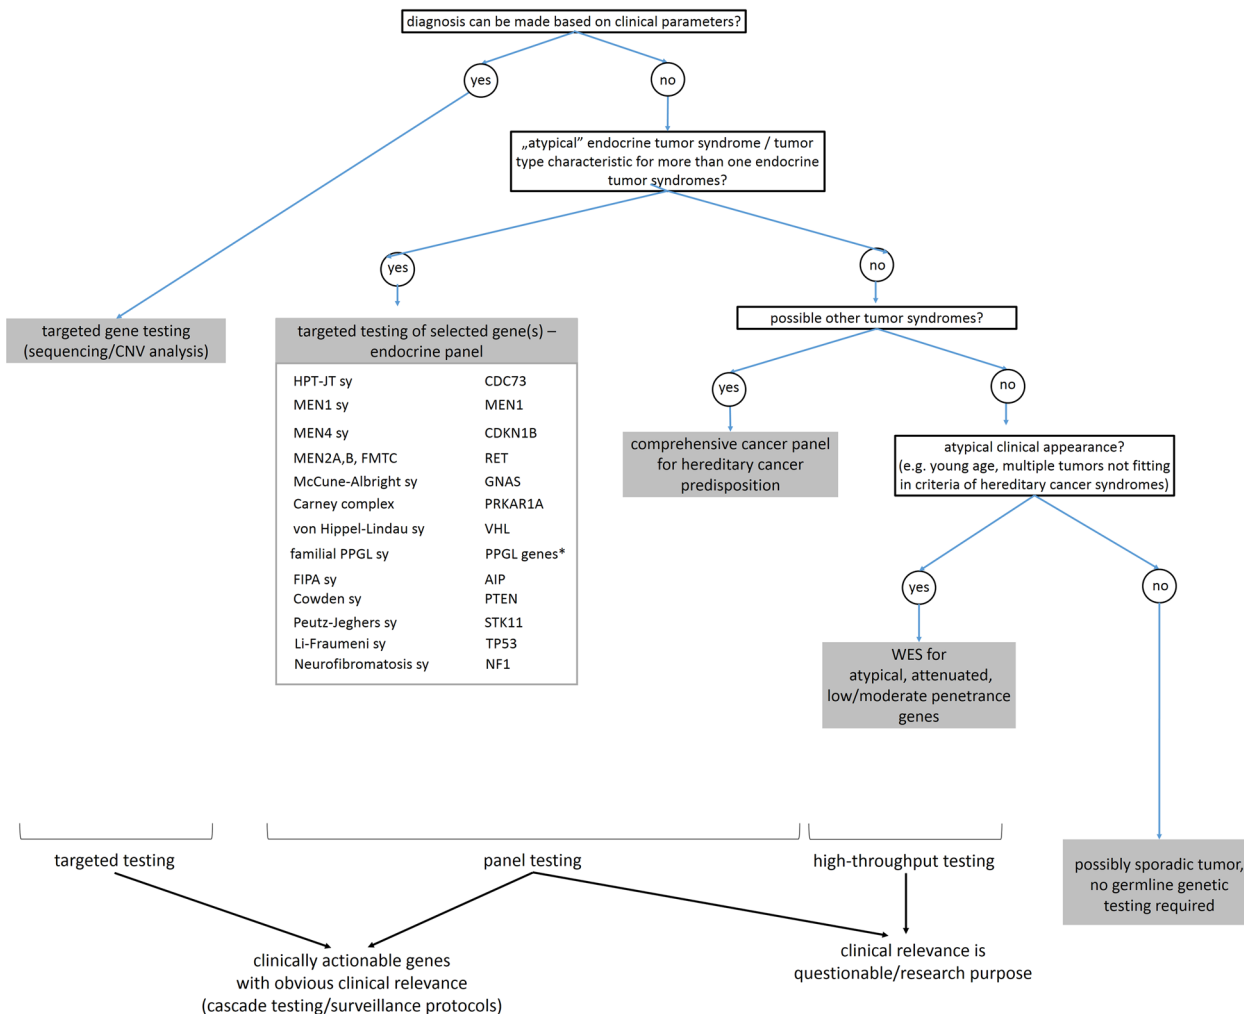 diagnosis can be made based on clinical parameters?
yes
no
„atypical” endocrine tumor syndrome / tumor
type characteristic for more than one endocrine
tumor syndromes?
yes
no
targeted gene testing
(sequencing/CNV analysis)
targeted testing of selected gene(s) –
endocrine panel
HPT-JT sy CDC73
MEN1 sy MEN1
MEN4 sy CDKN1B
MEN2A,B, FMTC RET
McCune-Albright sy GNAS
Carney complex PRKAR1A
von Hippel-Lindau sy VHL
familial PPGL sy PPGL genes*
FIPA sy AIP
Cowden sy PTEN
Peutz-Jeghers sy STK11
Li-Fraumeni sy TP53
Neurofibromatosis sy NF1
possible other tumor syndromes?
yes
no
comprehensive cancer panel
for hereditary cancer
predisposition
atypical clinical appearance?
(e.g. young age, multiple tumors not fitting
in criteria of hereditary cancer syndromes)
yes
no
WES for
atypical, attenuated,
low/moderate penetrance
genes
possibly sporadic tumor,
no germline genetic
testing required
targeted testing
panel testing
high-throughput testing
clinically actionable genes
with obvious clinical relevance
(cascade testing/surveillance protocols)
clinical relevance is
questionable/research purpose